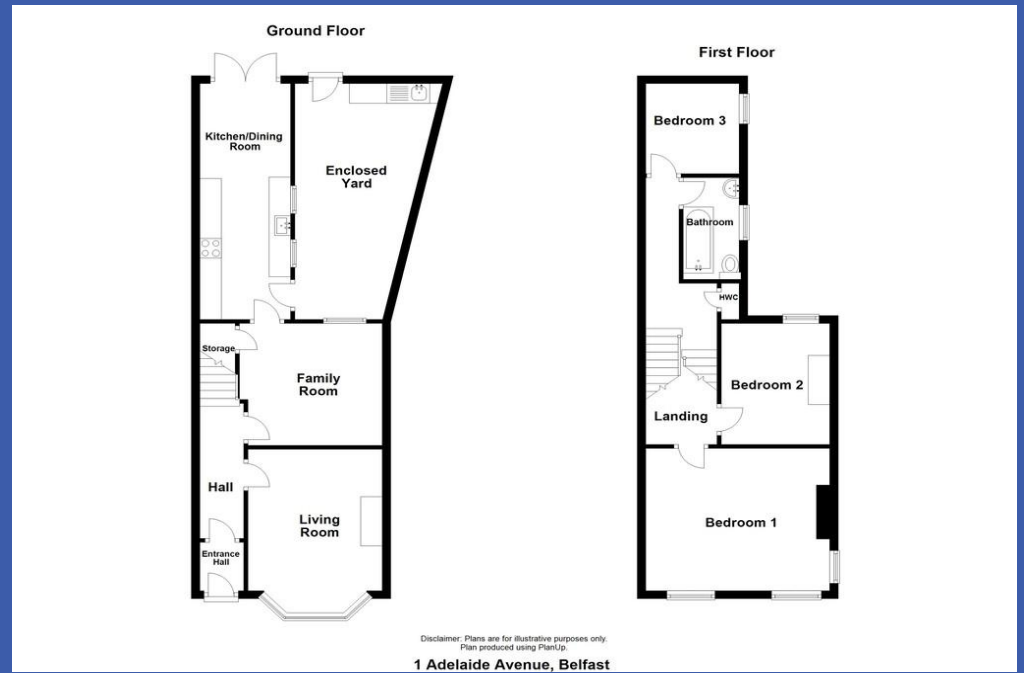 Ground Floor
Kitchen/Dining
Room
Enclosed
Yard
Storage
Family
Room
Hall
Living
Room
Entrance
Hall
First Floor
Bedroom 3
Bathroom
HWC
Bedroom 2
Landing
Bedroom 1
Disclaimer: Plans are for illustrative purposes only.
Plan produced using PlanUp.
1 Adelaide Avenue, Belfast